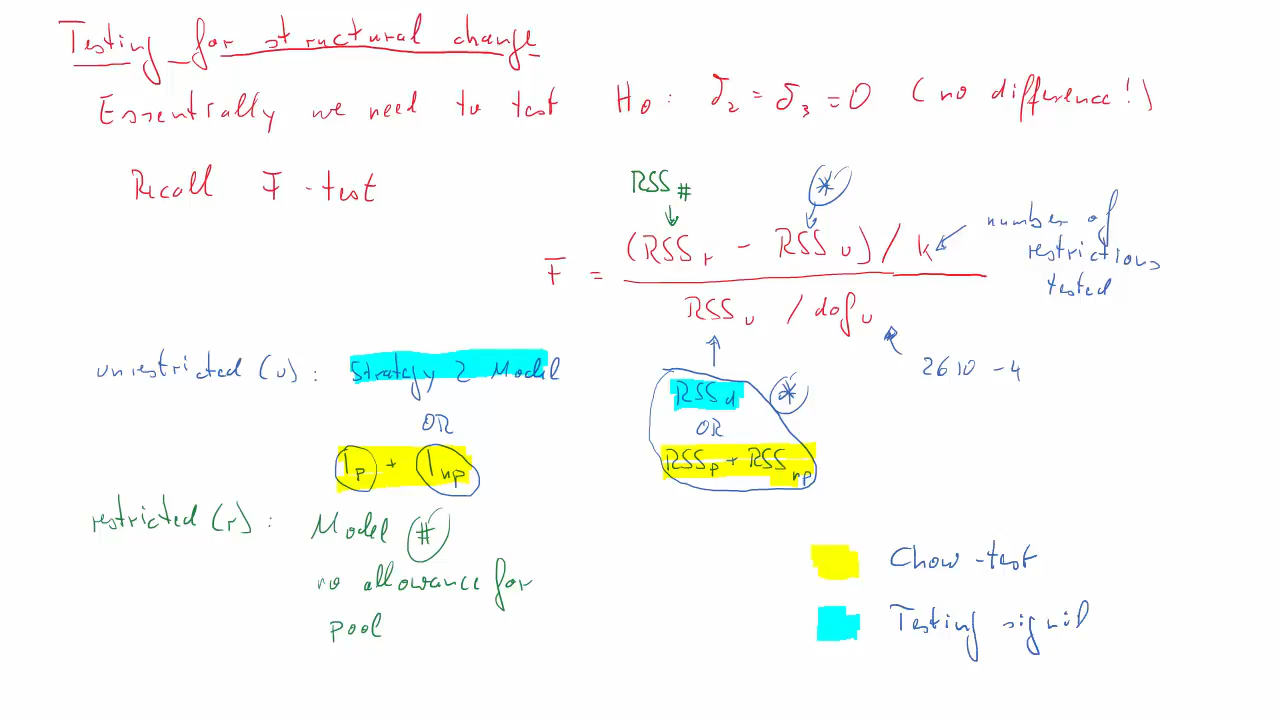 Testing for structural change
Essentially we need to test H0: δ2 = δ3 = 0 (no difference!)
Recall F-test
RSS# *
F = (RSSr - RSSu) / k
RSSu / dofu
number of
restrictions
tested
2610 - 4
unrestricted (u): Strategy 2 Model
OR
1p + 1np
RSSd *
OR
RSSp + RSSnp
restricted (r): Model #
no allowance for
pool
Chow-test
Testing signif